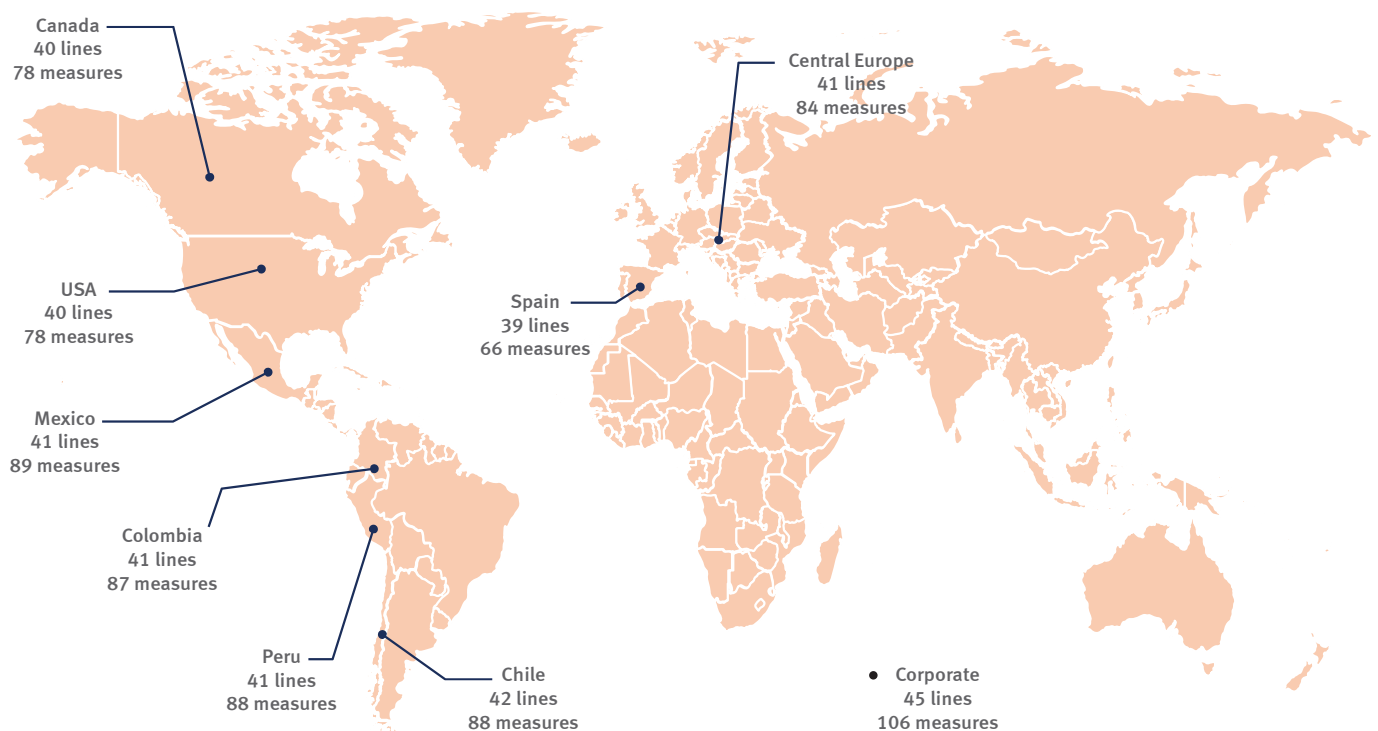 Canada
40 lines
78 measures
Central Europe
41 lines
84 measures
USA
40 lines
78 measures
Spain
39 lines
66 measures
Mexico
41 lines
89 measures
Colombia
41 lines
87 measures
Peru
41 lines
88 measures
Chile
42 lines
88 measures
Corporate
45 lines
106 measures